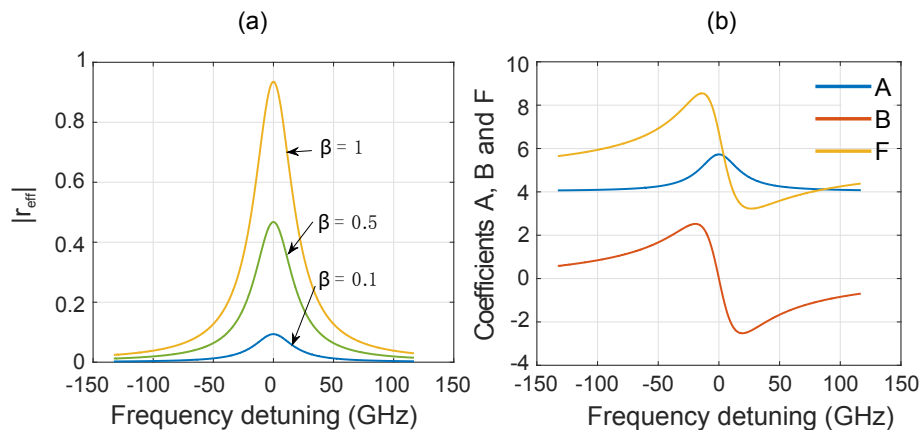 (a)
|r_eff|
1
0.8
0.6
0.4
0.2
0
β = 1
β = 0.5
β = 0.1
-150 -100 -50 0 50 100 150
Frequency detuning (GHz)
(b)
Coefficients A, B and F
10
8
6
4
2
0
-2
-4
A
B
F
-150 -100 -50 0 50 100 150
Frequency detuning (GHz)